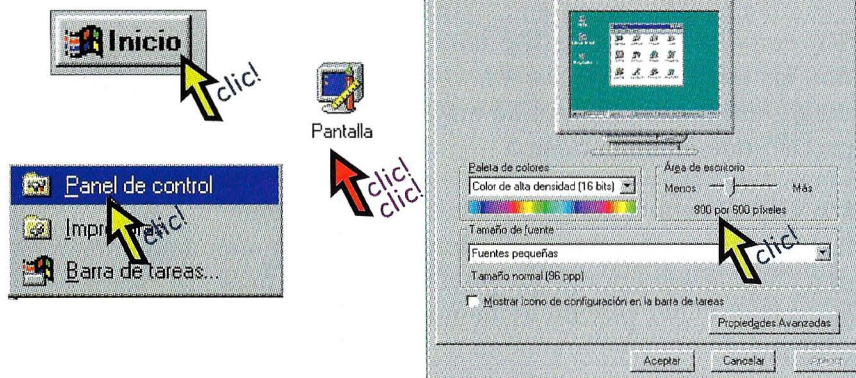 Inicio
clic!
Pantalla
clic!
clic!
Panel de control
clic!
Barra de tareas...
Paleta de colores
Color de alta densidad (16 bits)
Área de escritorio
Menos
Más
800 por 600 píxeles
clic!
Tamaño de fuente
Fuentes pequeñas
Tamaño normal (96 ppp)
Mostrar icono de configuración en la barra de tareas
Propiedades Avanzadas
Aceptar
Cancelar